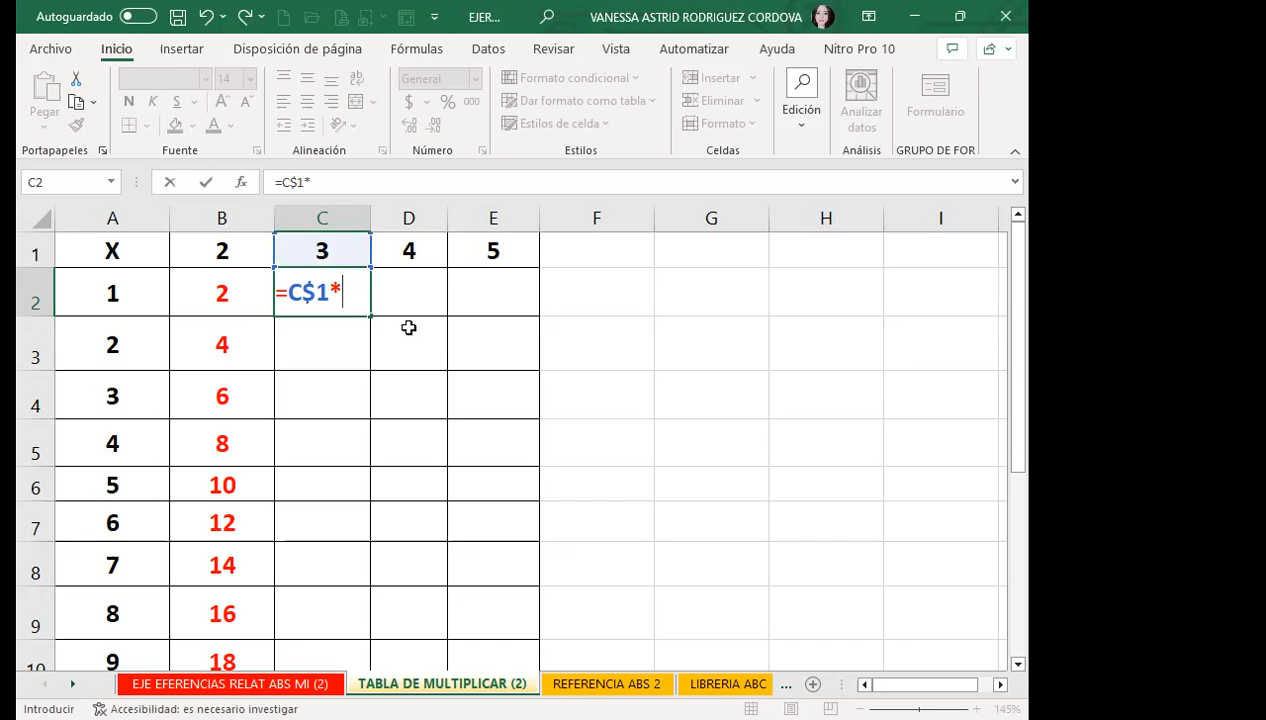 Autoguardado
EJER...
VANESSA ASTRID RODRIGUEZ CORDOVA
Archivo Inicio Insertar Disposición de página Fórmulas Datos Revisar Vista Automatizar Ayuda Nitro Pro 10
Pegar
14
N K S
General
$ % 000
Formato condicional
Dar formato como tabla
Estilos de celda
Insertar
Eliminar
Formato
Edición
Analizar
datos
Formulario
Portapapeles Fuente Alineación Número Estilos Celdas Análisis GRUPO DE FOR
C2 fx =C$1*
A B C D E F G H I
1 X 2 3 4 5
2 1 2 =C$1*
3 2 4
4 3 6
5 4 8
6 5 10
7 6 12
8 7 14
9 8 16
10 9 18
EJE EFERENCIAS RELAT ABS MI (2) TABLA DE MULTIPLICAR (2) REFERENCIA ABS 2 LIBRERIA ABC ...
Introducir Accesibilidad: es necesario investigar 145%